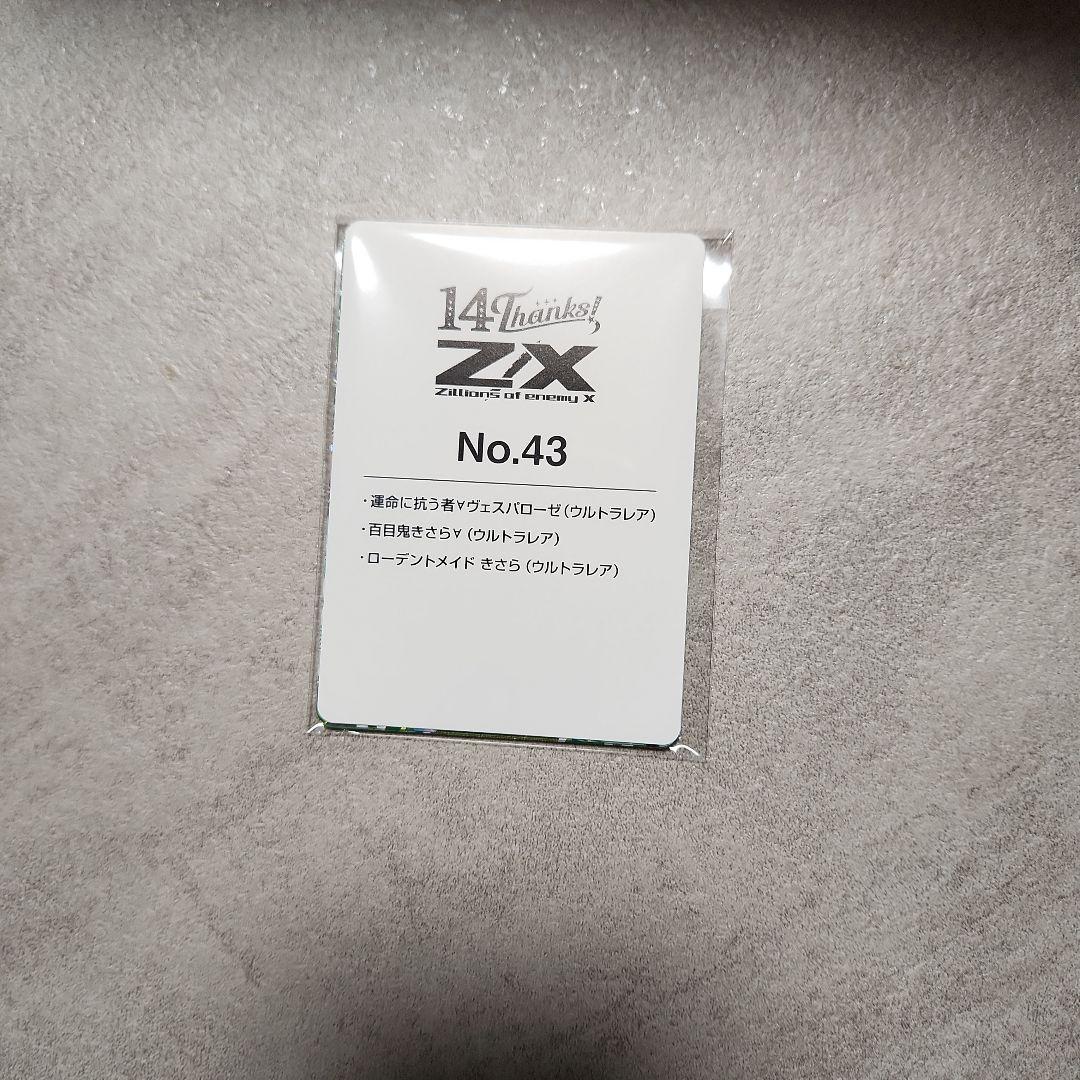 14 Thanks!
Z/X
Zillions of enemy X
No.43
・運命に抗う者∀ヴェスパローゼ(ウルトラレア)
・百目鬼きさら∀(ウルトラレア)
・ローデントメイド きさら(ウルトラレア)